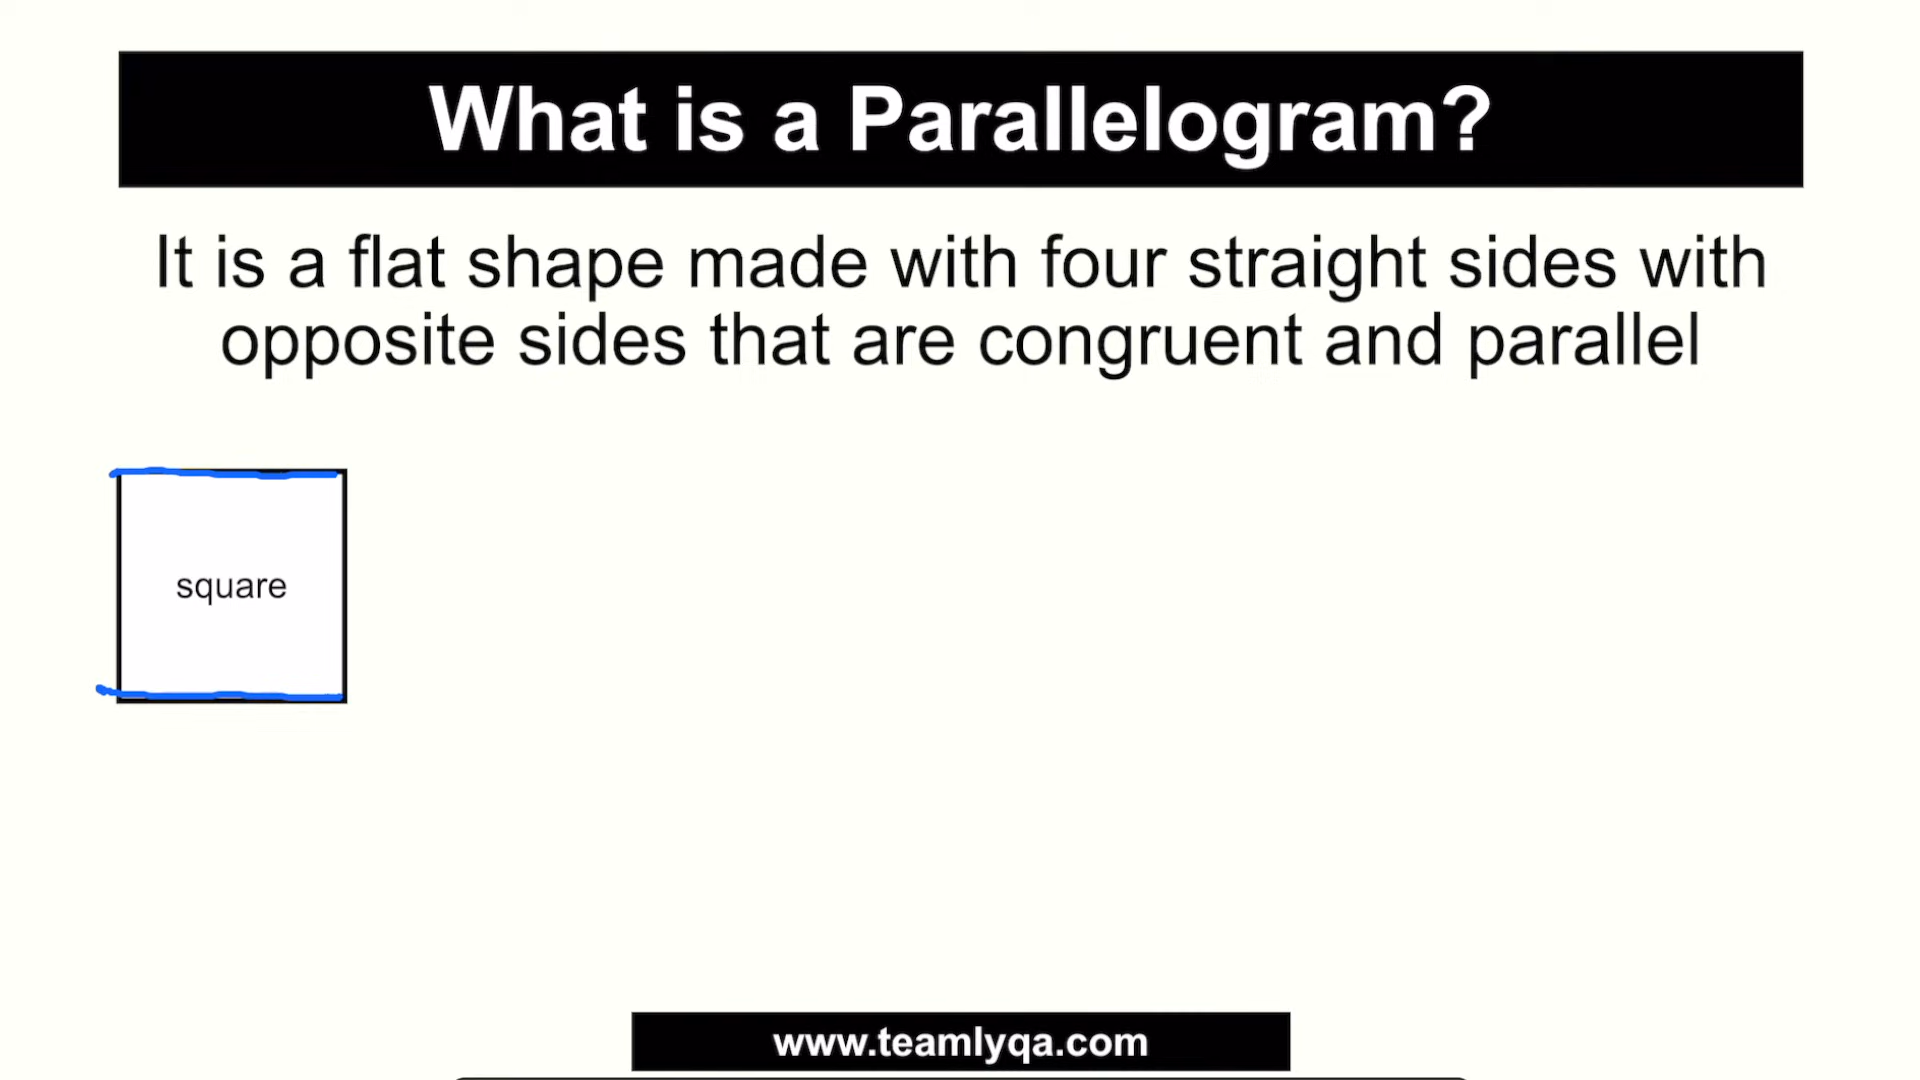 What is a Parallelogram?
It is a flat shape made with four straight sides with
opposite sides that are congruent and parallel
square
www.teamlyqa.com